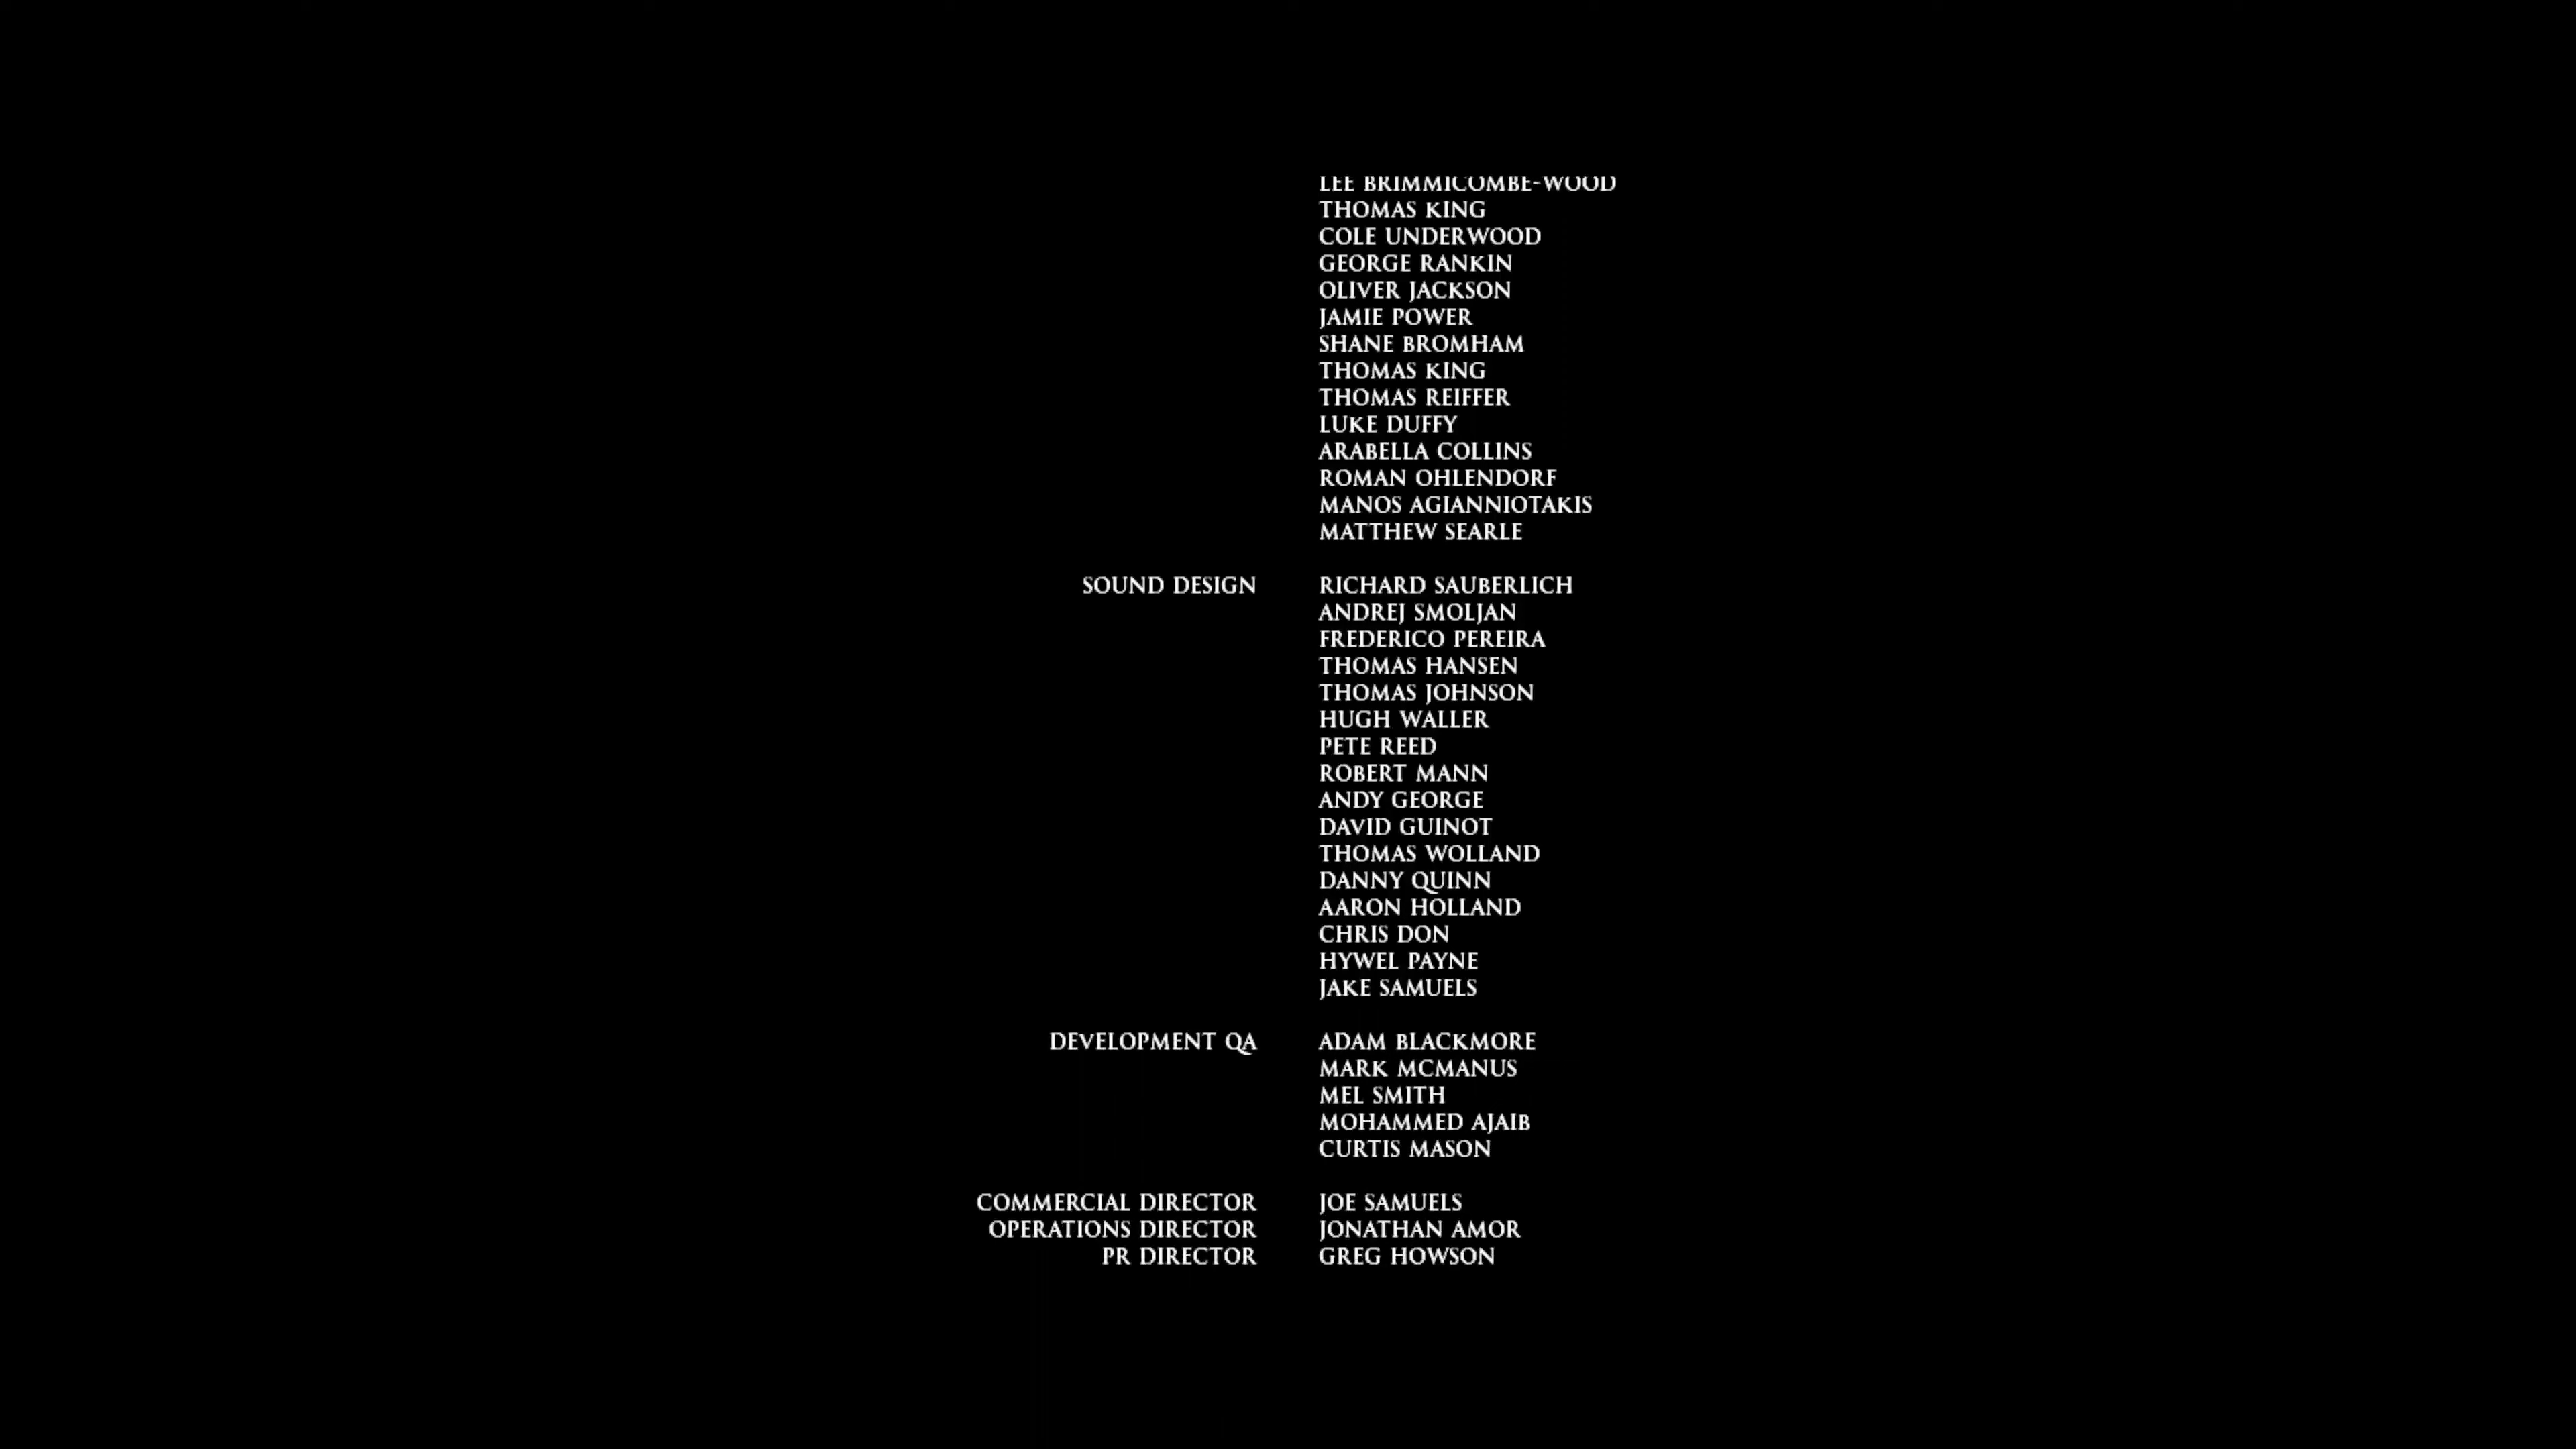 LEE BRIMMICOMBE-WOOD
THOMAS KING
COLE UNDERWOOD
GEORGE RANKIN
OLIVER JACKSON
JAMIE POWER
SHANE BROMHAM
THOMAS KING
THOMAS REIFFER
LUKE DUFFY
ARABELLA COLLINS
ROMAN OHLENDORF
MANOS AGIANNIOTAKIS
MATTHEW SEARLE
SOUND DESIGN RICHARD SAUBERLICH
ANDREJ SMOLJAN
FREDERICO PEREIRA
THOMAS HANSEN
THOMAS JOHNSON
HUGH WALLER
PETE REED
ROBERT MANN
ANDY GEORGE
DAVID GUINOT
THOMAS WOLLAND
DANNY QUINN
AARON HOLLAND
CHRIS DON
HYWEL PAYNE
JAKE SAMUELS
DEVELOPMENT QA ADAM BLACKMORE
MARK MCMANUS
MEL SMITH
MOHAMMED AJAIB
CURTIS MASON
COMMERCIAL DIRECTOR JOE SAMUELS
OPERATIONS DIRECTOR JONATHAN AMOR
PR DIRECTOR GREG HOWSON